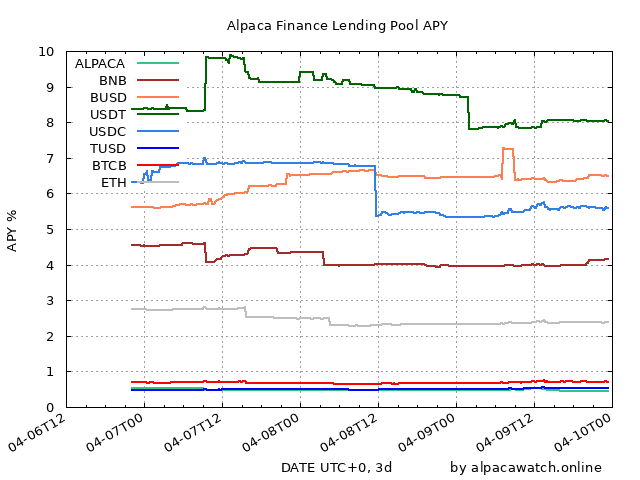 Alpaca Finance Lending Pool APY
10
9
8
7
6
5
4
3
2
1
0
APY %
ALPACA
BNB
BUSD
USDT
USDC
TUSD
BTCB
ETH
04-06T12
04-07T00
04-07T12
04-08T00
04-08T12
04-09T00
04-09T12
04-10T00
DATE UTC+0, 3d
by alpacawatch.online